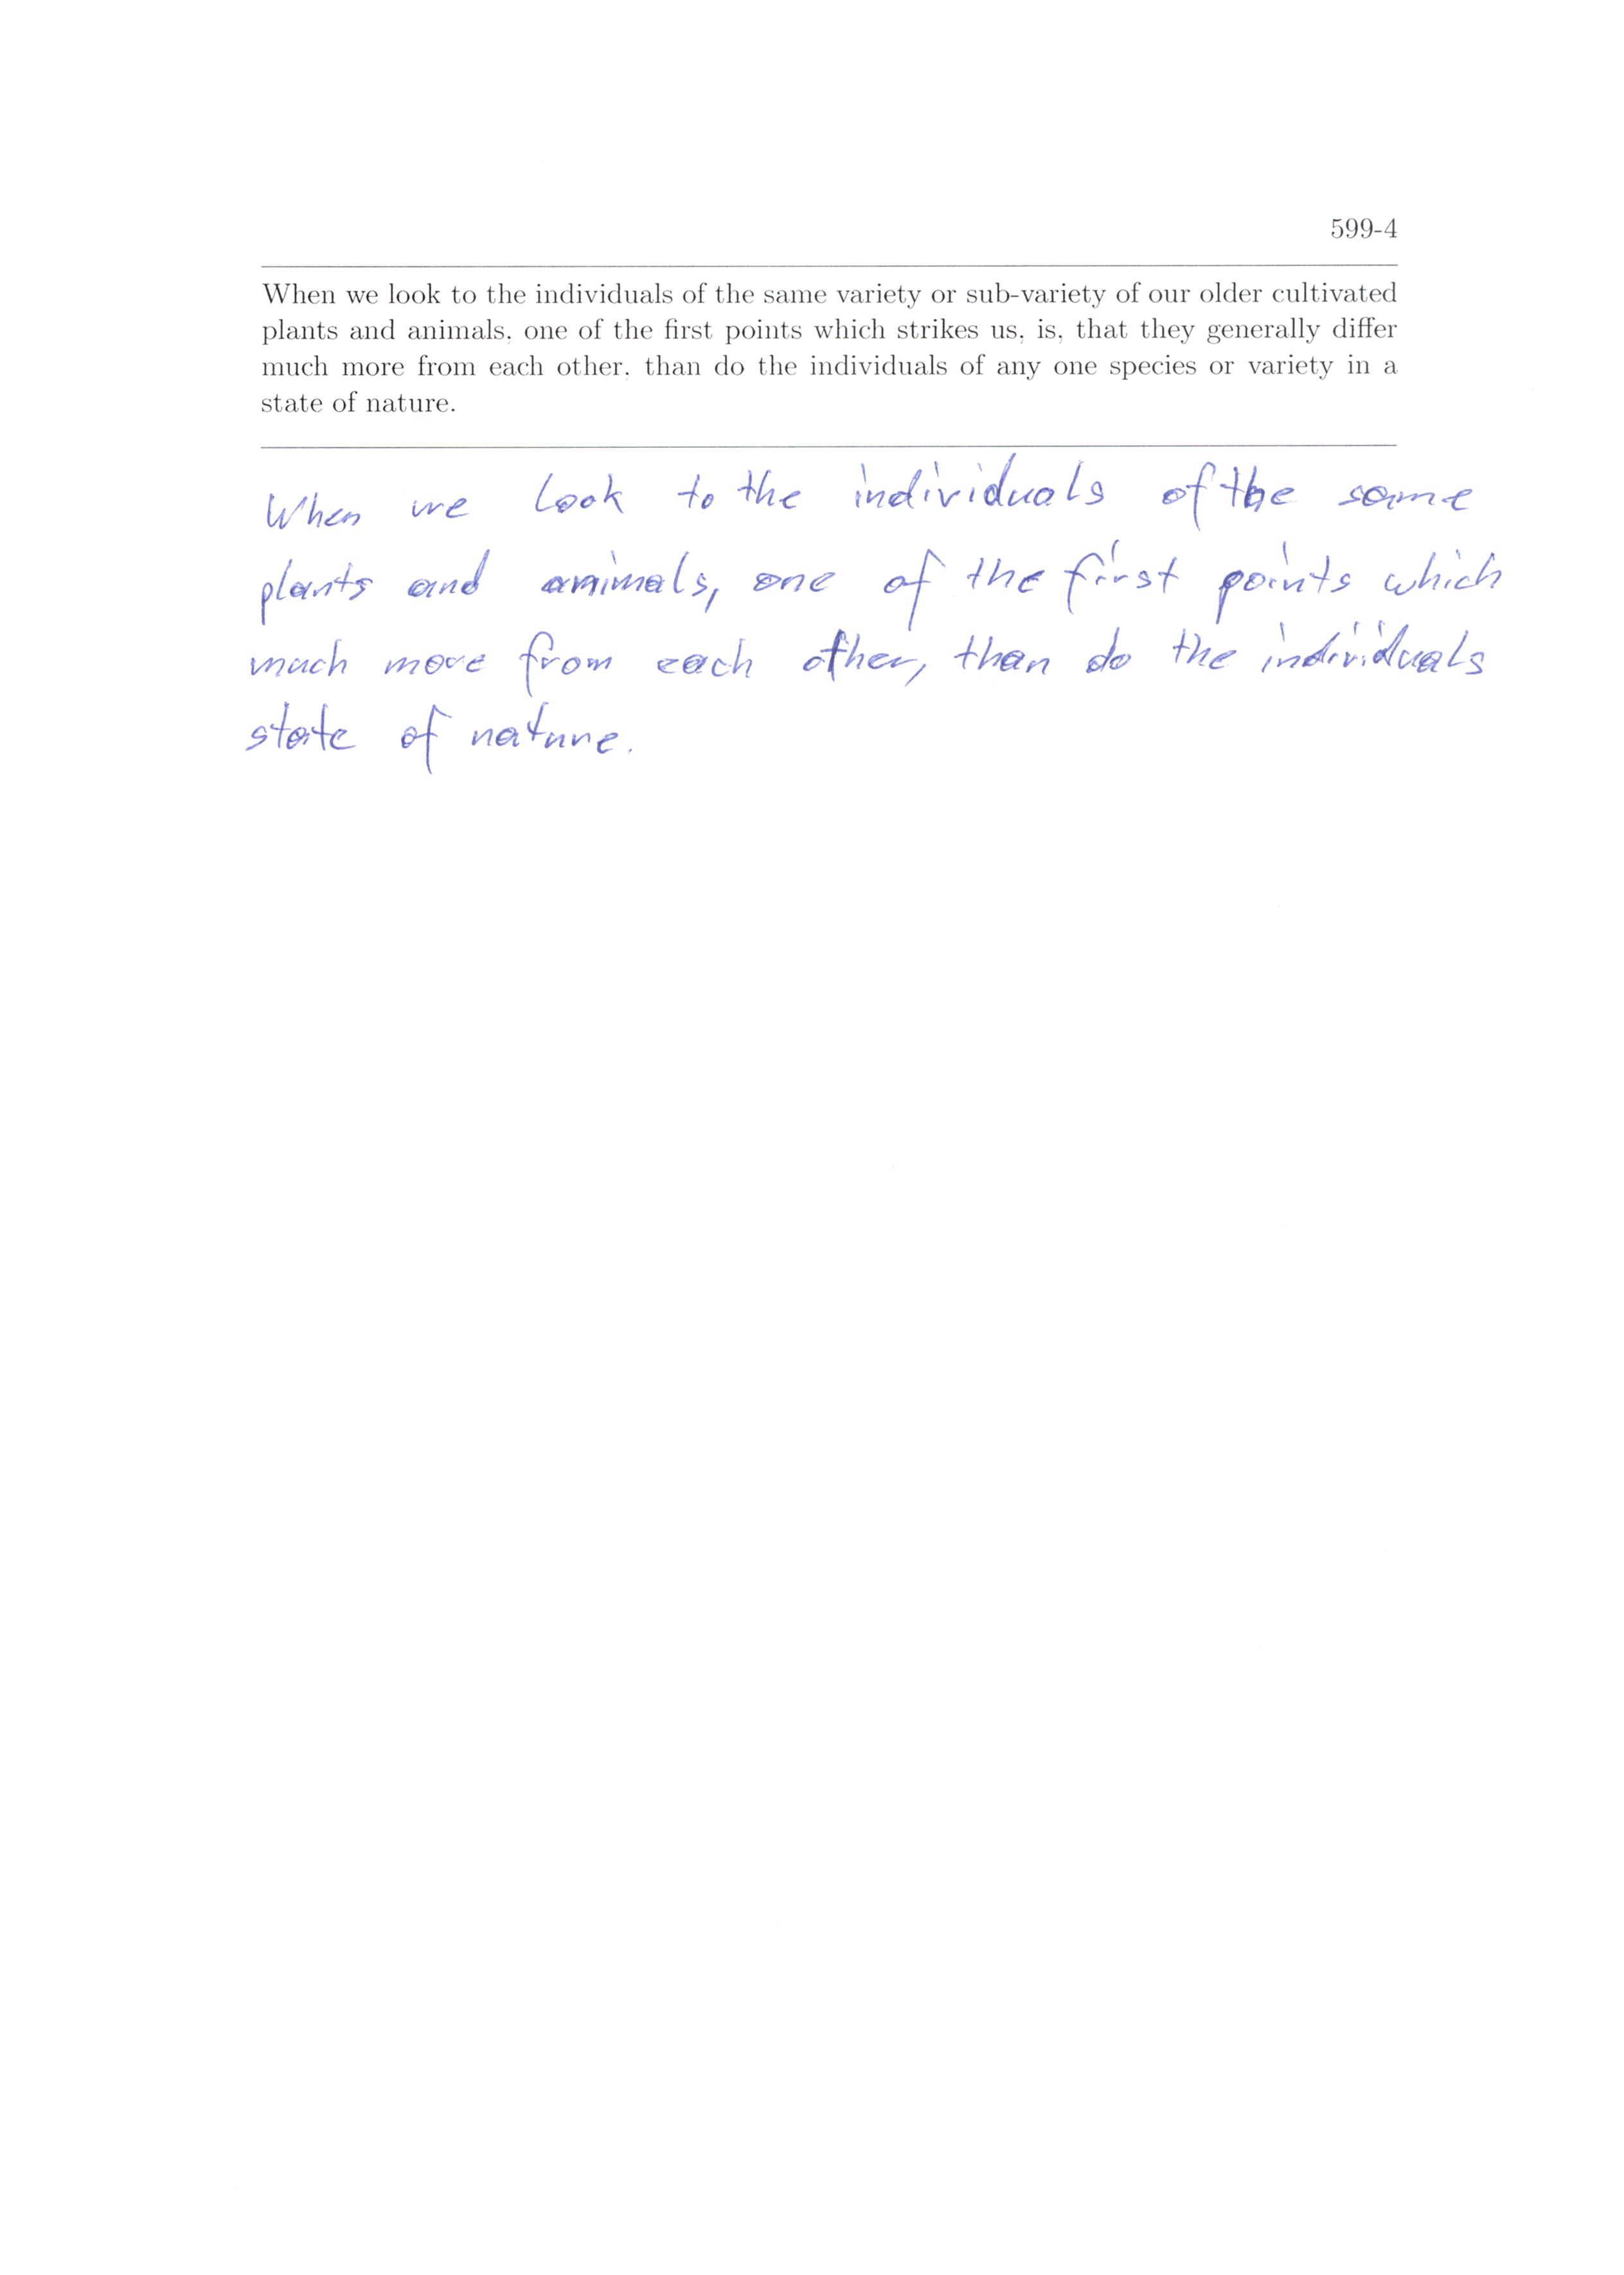 599-4
When we look to the individuals of the same variety or sub-variety of our older cultivated
plants and animals, one of the first points which strikes us, is, that they generally differ
much more from each other, than do the individuals of any one species or variety in a
state of nature.
When we look to the individuals of the same
plants and animals, one of the first points which
much more from each other, than do the individuals
state of nature.